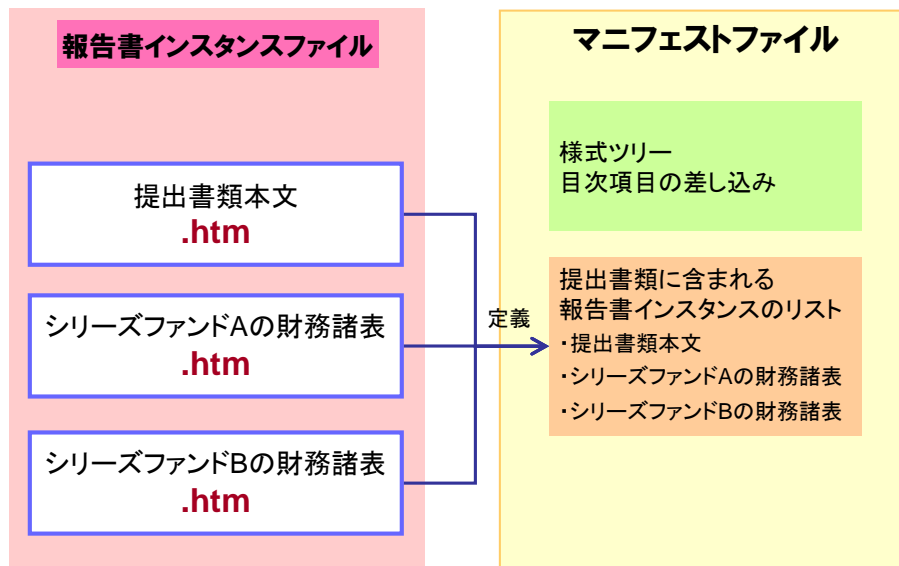 報告書インスタンスファイル
提出書類本文
.htm
シリーズファンドAの財務諸表
.htm
シリーズファンドBの財務諸表
.htm
定義
マニフェストファイル
様式ツリー
目次項目の差し込み
提出書類に含まれる
報告書インスタンスのリスト
・提出書類本文
・シリーズファンドAの財務諸表
・シリーズファンドBの財務諸表